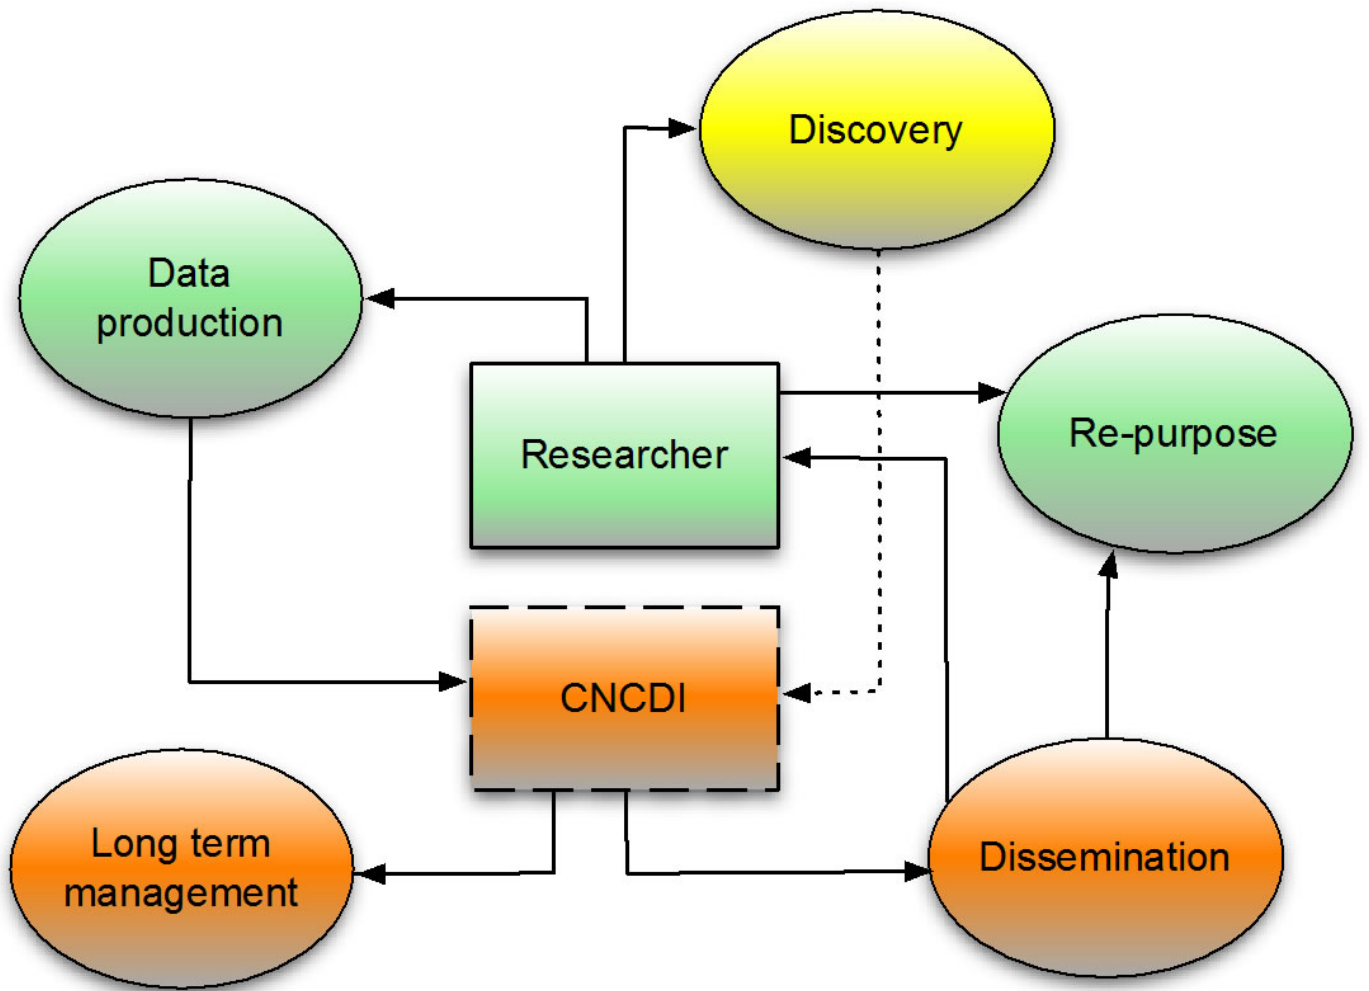 Discovery
Data
production
Researcher
Re-purpose
CNCDI
Long term
management
Dissemination